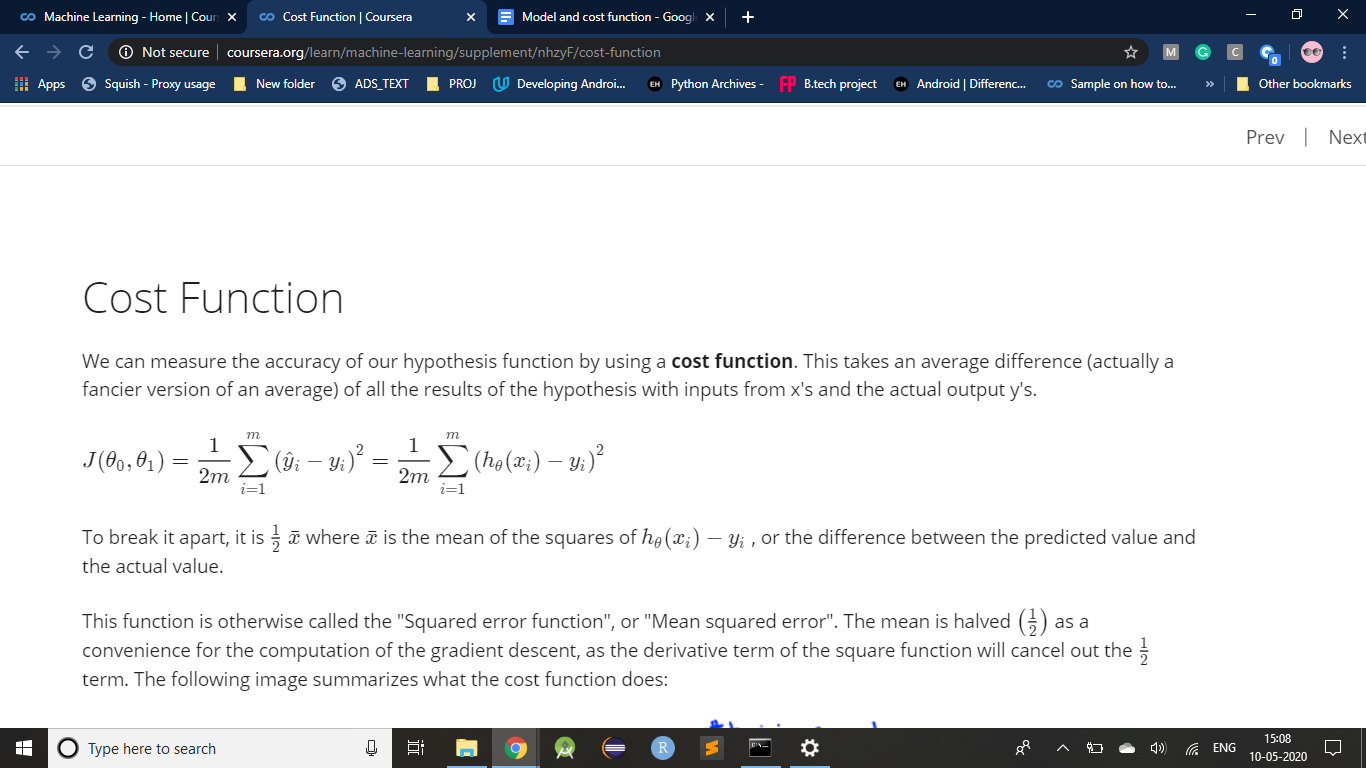 Machine Learning - Home | Cour
Cost Function | Coursera
Model and cost function - Googl
Not secure | coursera.org/learn/machine-learning/supplement/nhzyF/cost-function
Apps Squish - Proxy usage New folder ADS_TEXT PROJ Developing Androi... EH Python Archives - FP B.tech project EH Android | Differenc... Sample on how to... » Other bookmarks
Prev | Next
Cost Function
We can measure the accuracy of our hypothesis function by using a cost function. This takes an average difference (actually a
fancier version of an average) of all the results of the hypothesis with inputs from x's and the actual output y's.
J(θ₀, θ₁) = 1/2m ∑ᵢ₌₁ᵐ (ŷᵢ − yᵢ)² = 1/2m ∑ᵢ₌₁ᵐ (hθ(xᵢ) − yᵢ)²
To break it apart, it is 1/2 x̄ where x̄ is the mean of the squares of hθ(xᵢ) − yᵢ , or the difference between the predicted value and
the actual value.
This function is otherwise called the "Squared error function", or "Mean squared error". The mean is halved (1/2) as a
convenience for the computation of the gradient descent, as the derivative term of the square function will cancel out the 1/2
term. The following image summarizes what the cost function does:
Type here to search
ENG
15:08
10-05-2020